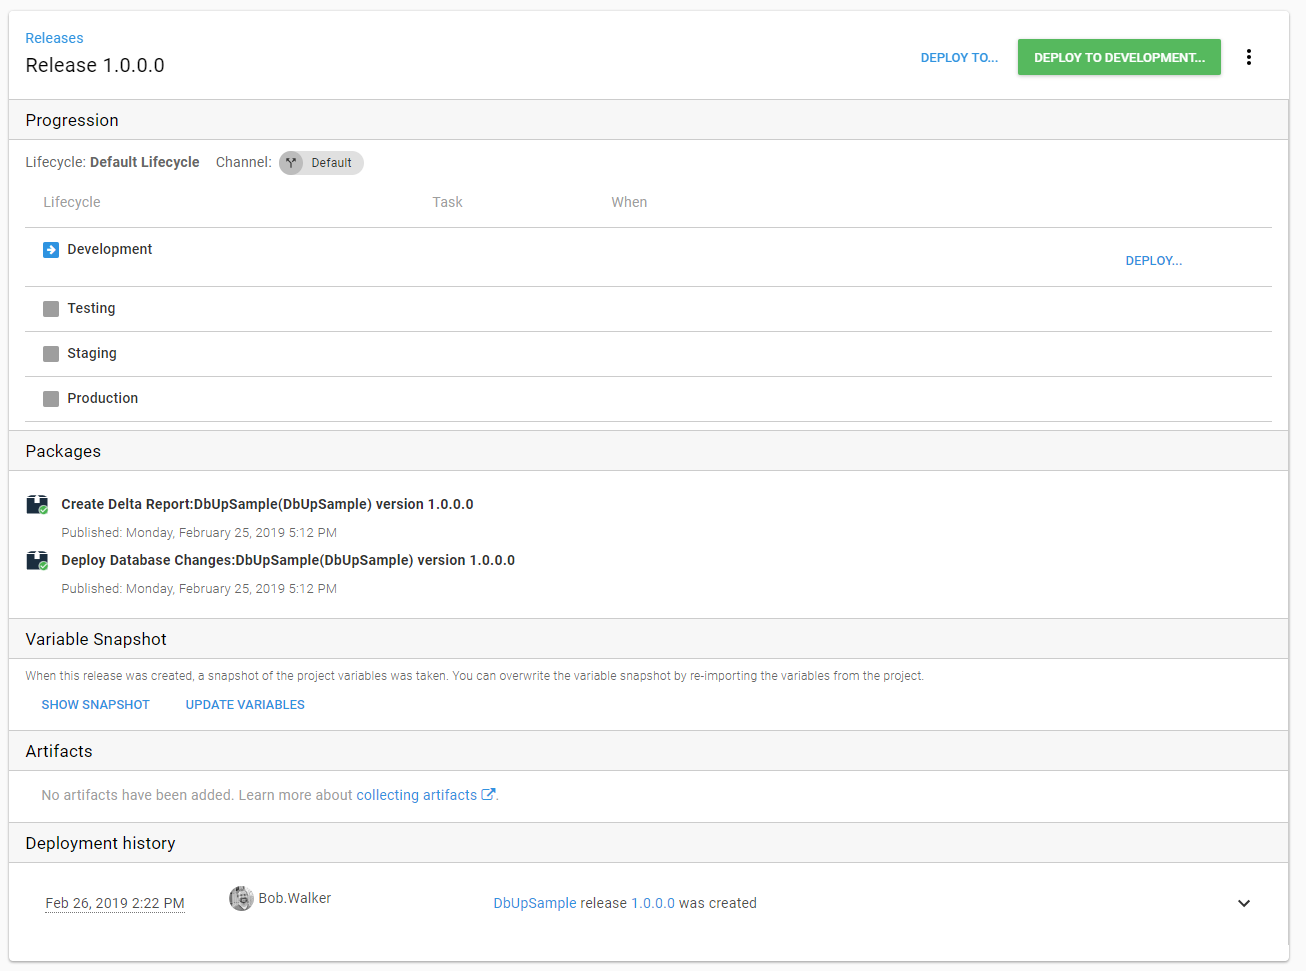 Releases
Release 1.0.0.0
DEPLOY TO...
DEPLOY TO DEVELOPMENT...
Progression
Lifecycle: Default Lifecycle Channel: Default
Lifecycle Task When
Development
DEPLOY...
Testing
Staging
Production
Packages
Create Delta Report:DbUpSample(DbUpSample) version 1.0.0.0
Published: Monday, February 25, 2019 5:12 PM
Deploy Database Changes:DbUpSample(DbUpSample) version 1.0.0.0
Published: Monday, February 25, 2019 5:12 PM
Variable Snapshot
When this release was created, a snapshot of the project variables was taken. You can overwrite the variable snapshot by re-importing the variables from the project.
SHOW SNAPSHOT UPDATE VARIABLES
Artifacts
No artifacts have been added. Learn more about collecting artifacts.
Deployment history
Feb 26, 2019 2:22 PM Bob.Walker DbUpSample release 1.0.0.0 was created